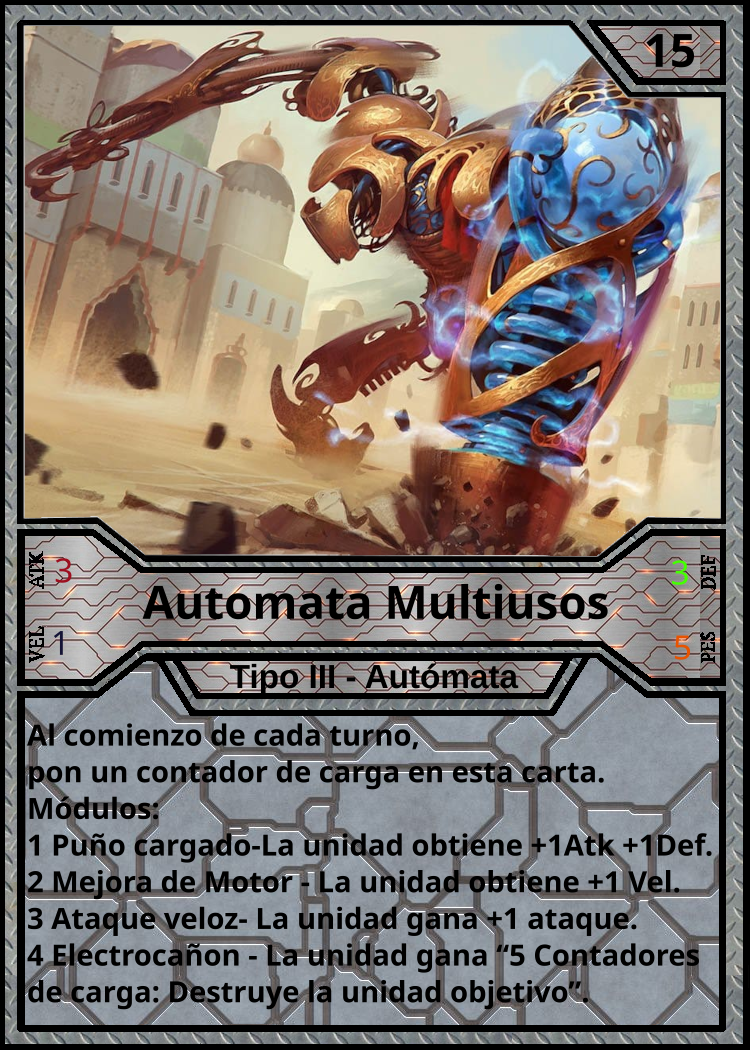 15
ATK 3
3 DEF
Automata Multiusos
VEL 1
5 PES
Tipo III - Autómata
Al comienzo de cada turno,
pon un contador de carga en esta carta.
Módulos:
1 Puño cargado-La unidad obtiene +1Atk +1Def.
2 Mejora de Motor - La unidad obtiene +1 Vel.
3 Ataque veloz- La unidad gana +1 ataque.
4 Electrocañon - La unidad gana “5 Contadores
de carga: Destruye la unidad objetivo”.